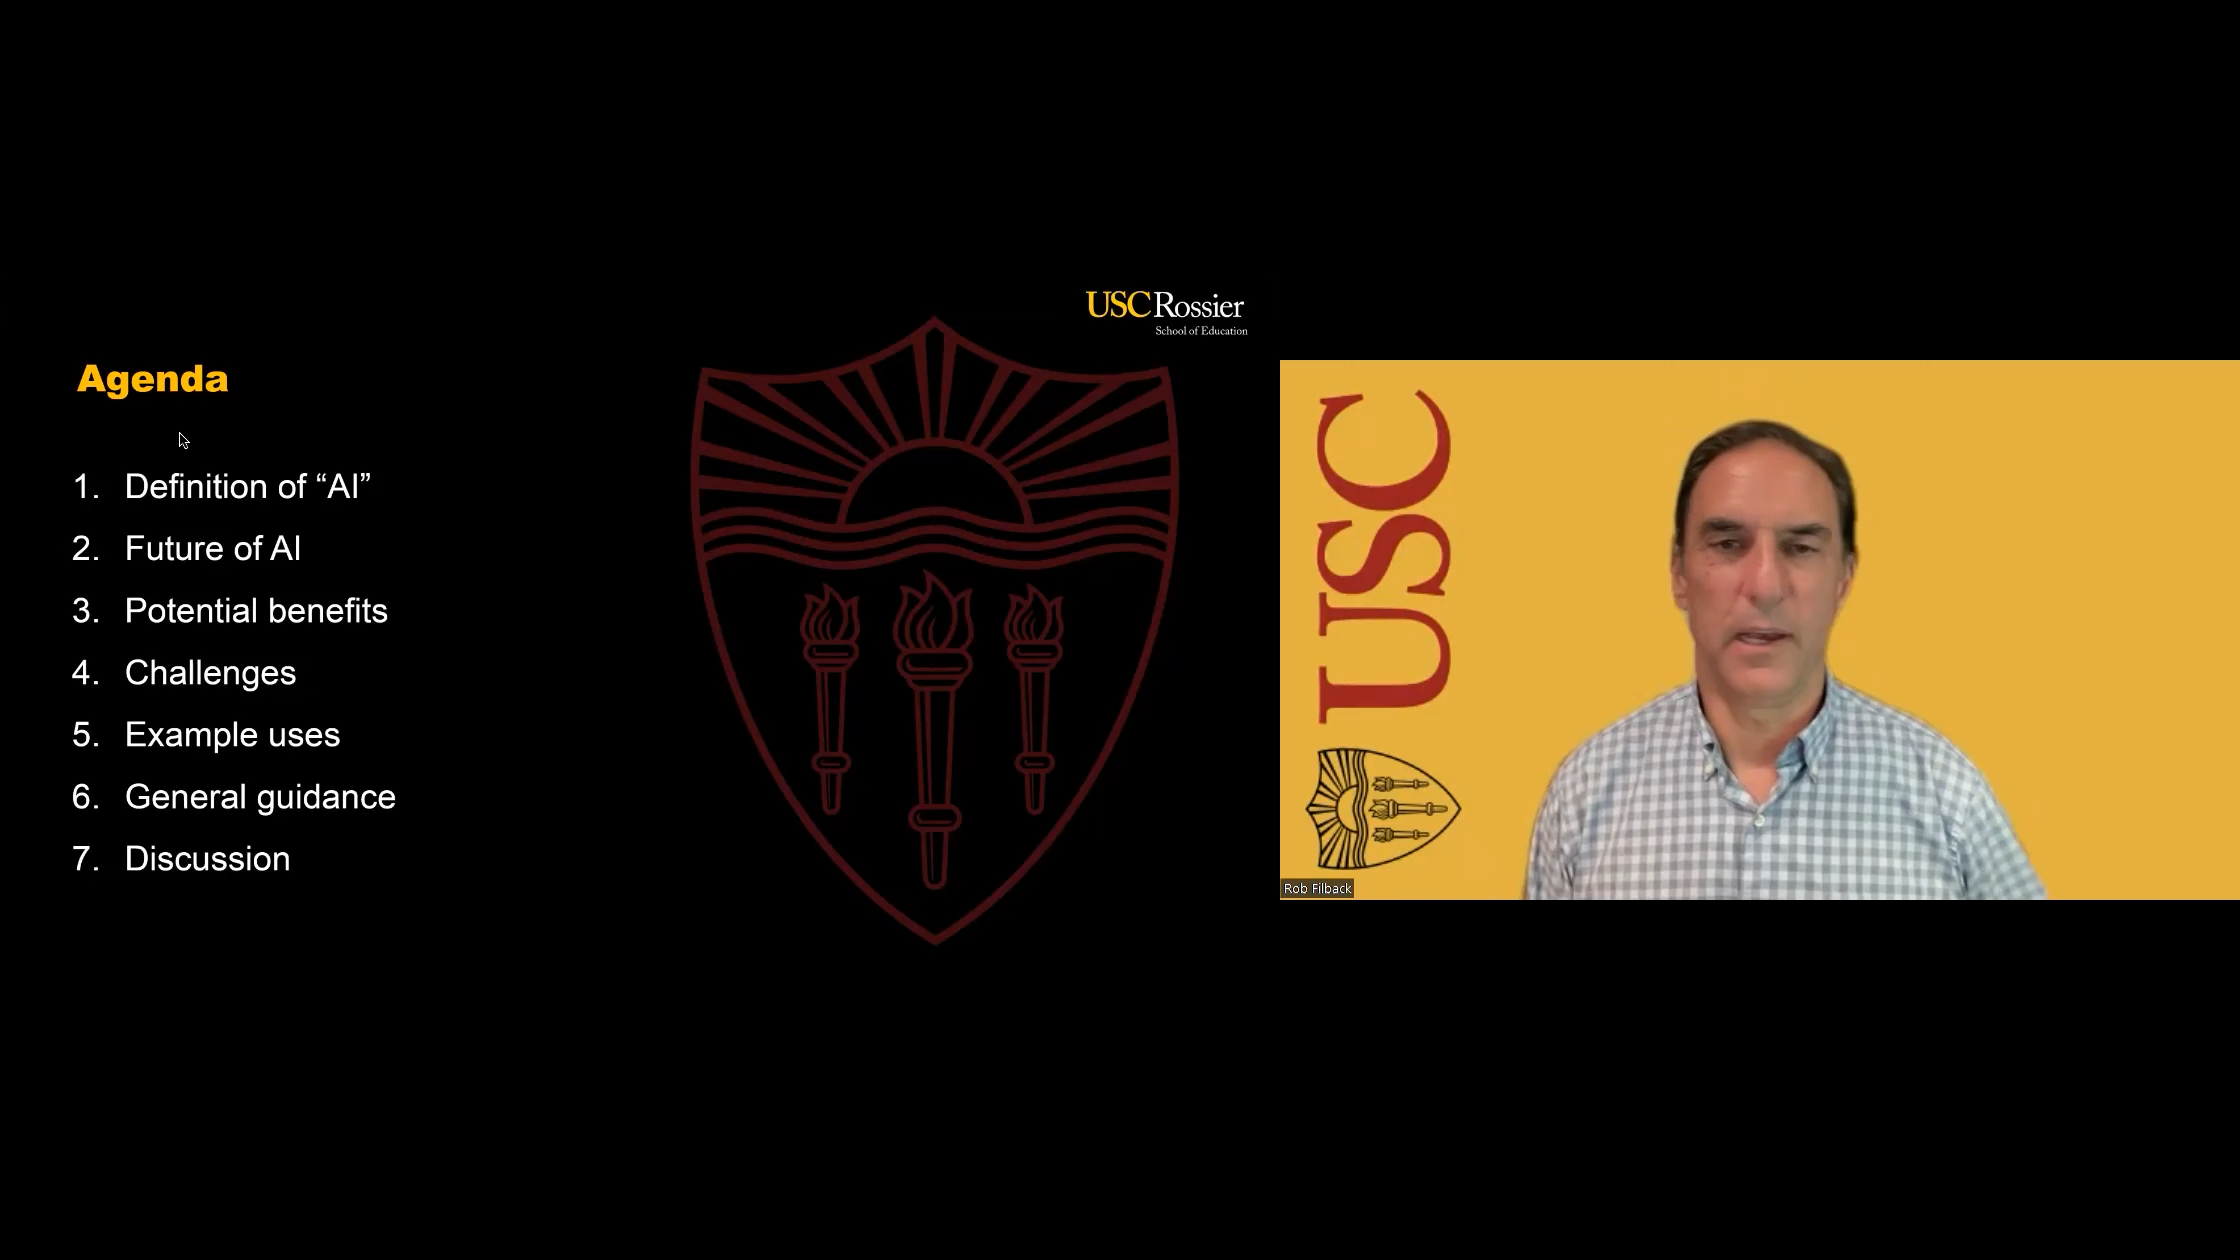 USC Rossier
School of Education
Agenda
1. Definition of “AI”
2. Future of AI
3. Potential benefits
4. Challenges
5. Example uses
6. General guidance
7. Discussion
USC
Rob Filback